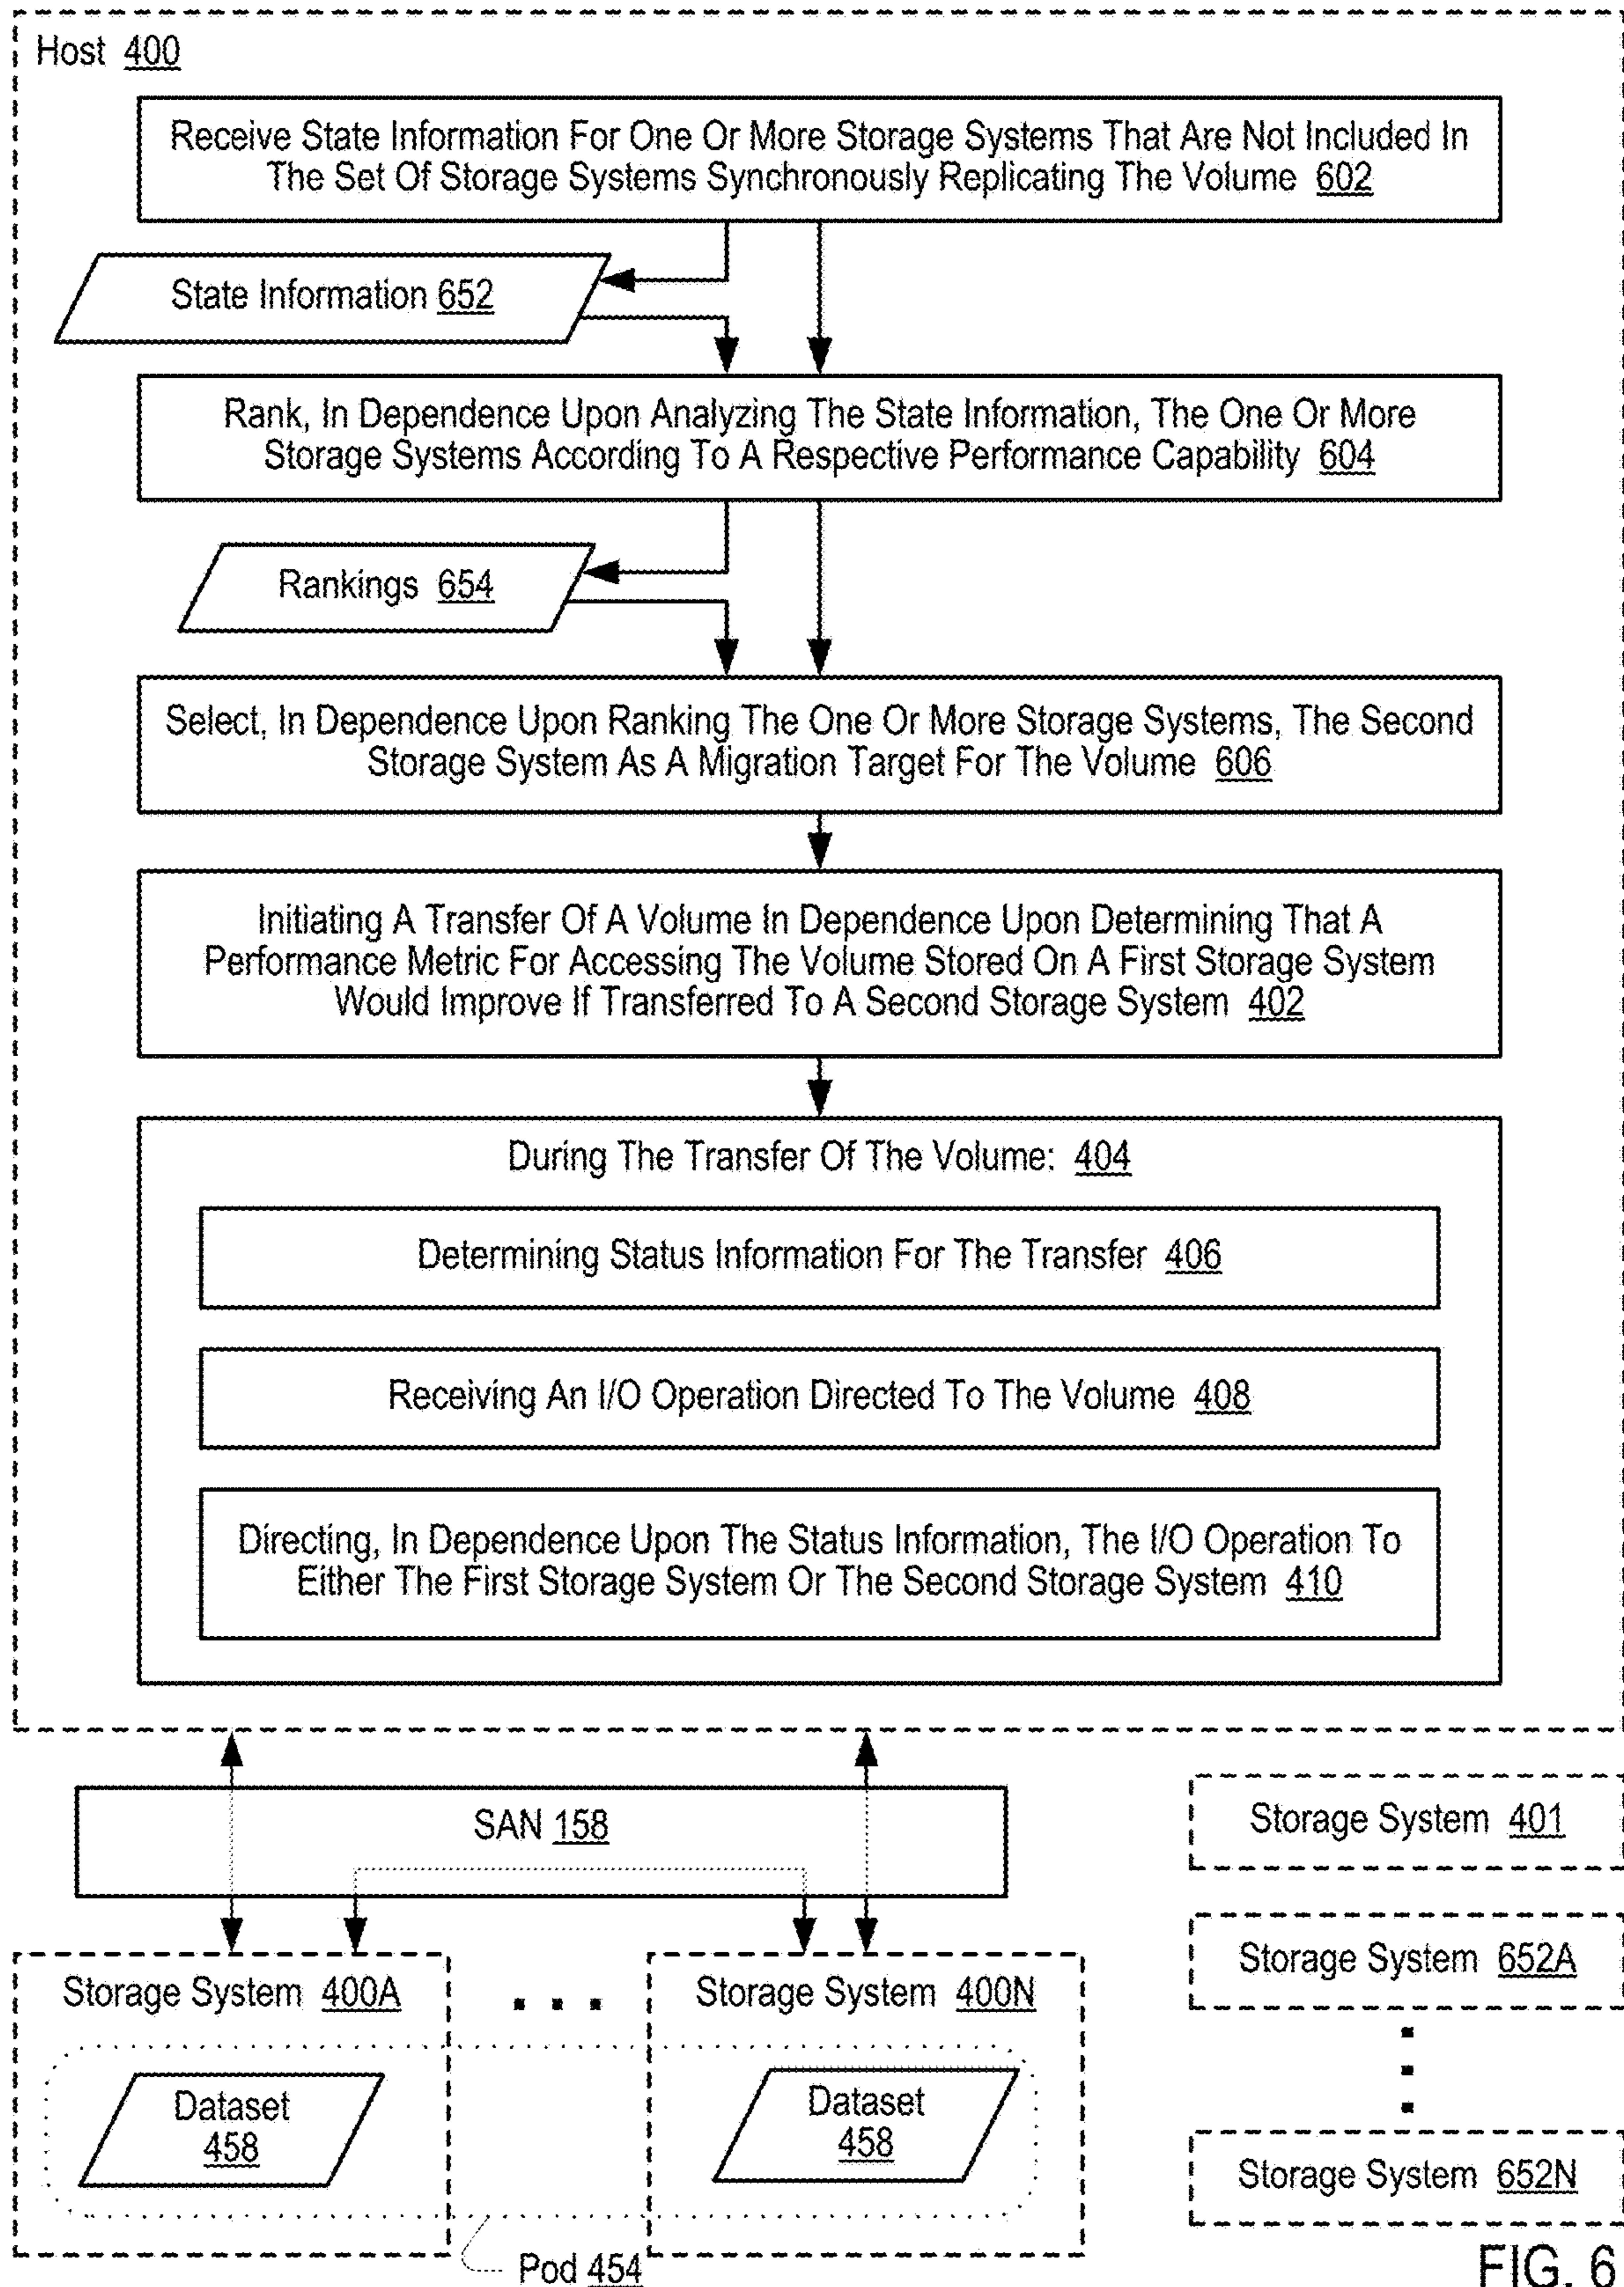 Host 400
Receive State Information For One Or More Storage Systems That Are Not Included In
The Set Of Storage Systems Synchronously Replicating The Volume 602
State Information 652
Rank, In Dependence Upon Analyzing The State Information, The One Or More
Storage Systems According To A Respective Performance Capability 604
Rankings 654
Select, In Dependence Upon Ranking The One Or More Storage Systems, The Second
Storage System As A Migration Target For The Volume 606
Initiating A Transfer Of A Volume In Dependence Upon Determining That A
Performance Metric For Accessing The Volume Stored On A First Storage System
Would Improve If Transferred To A Second Storage System 402
During The Transfer Of The Volume: 404
Determining Status Information For The Transfer 406
Receiving An I/O Operation Directed To The Volume 408
Directing, In Dependence Upon The Status Information, The I/O Operation To
Either The First Storage System Or The Second Storage System 410
SAN 158
Storage System 401
Storage System 652A
Storage System 652N
Storage System 400A
Storage System 400N
Dataset
458
Dataset
458
Pod 454
FIG. 6